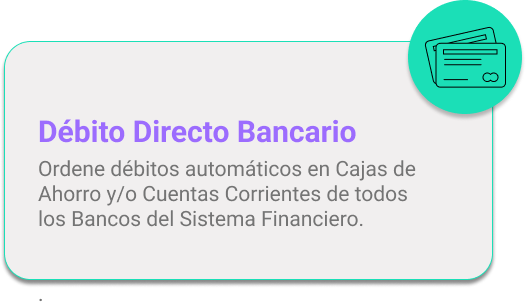 Débito Directo Bancario
Ordene débitos automáticos en Cajas de
Ahorro y/o Cuentas Corrientes de todos
los Bancos del Sistema Financiero.
.